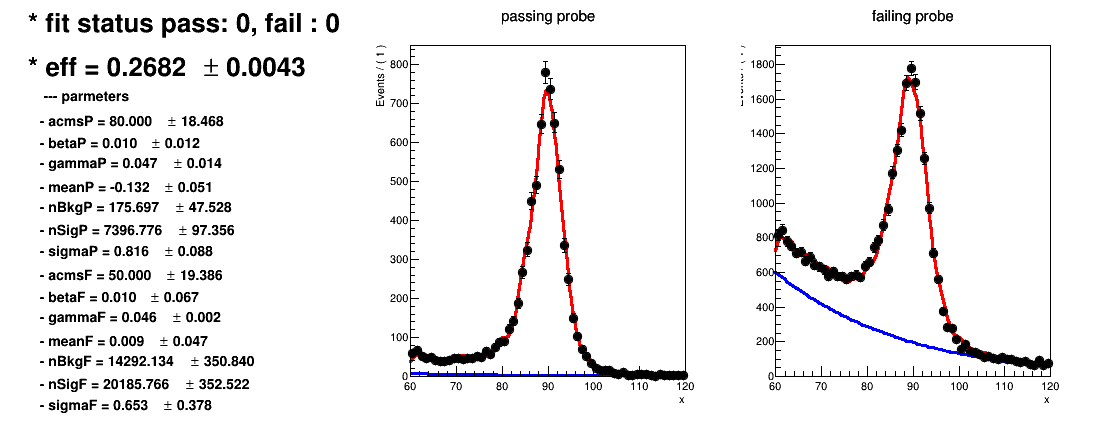 * fit status pass: 0, fail : 0
* eff = 0.2682 ± 0.0043
--- parmeters
- acmsP = 80.000 ± 18.468
- betaP = 0.010 ± 0.012
- gammaP = 0.047 ± 0.014
- meanP = -0.132 ± 0.051
- nBkgP = 175.697 ± 47.528
- nSigP = 7396.776 ± 97.356
- sigmaP = 0.816 ± 0.088
- acmsF = 50.000 ± 19.386
- betaF = 0.010 ± 0.067
- gammaF = 0.046 ± 0.002
- meanF = 0.009 ± 0.047
- nBkgF = 14292.134 ± 350.840
- nSigF = 20185.766 ± 352.522
- sigmaF = 0.653 ± 0.378
passing probe
Events / ( 1 )
800
700
600
500
400
300
200
100
0
60 70 80 90 100 110 120
x
failing probe
1800
1600
1400
1200
1000
800
600
400
200
0
60 70 80 90 100 110 120
x